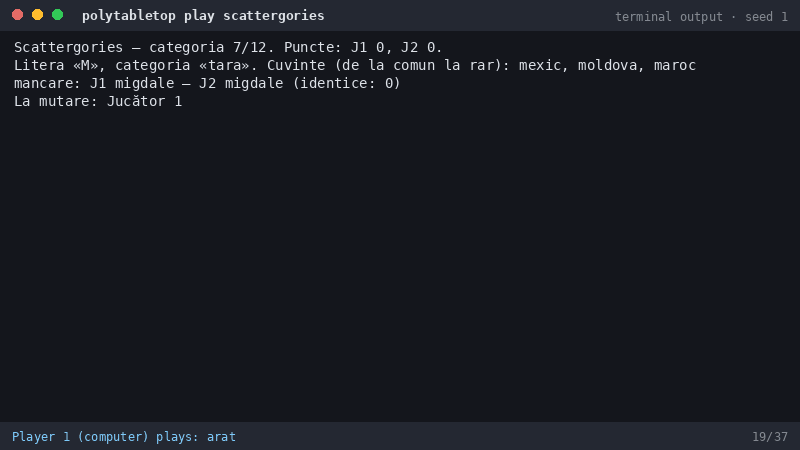 polytabletop play scattergories
terminal output · seed 1
Scattergories — categoria 7/12. Puncte: J1 0, J2 0.
Litera «M», categoria «tara». Cuvinte (de la comun la rar): mexic, moldova, maroc
mancare: J1 migdale — J2 migdale (identice: 0)
La mutare: Jucător 1
Player 1 (computer) plays: arat
19/37